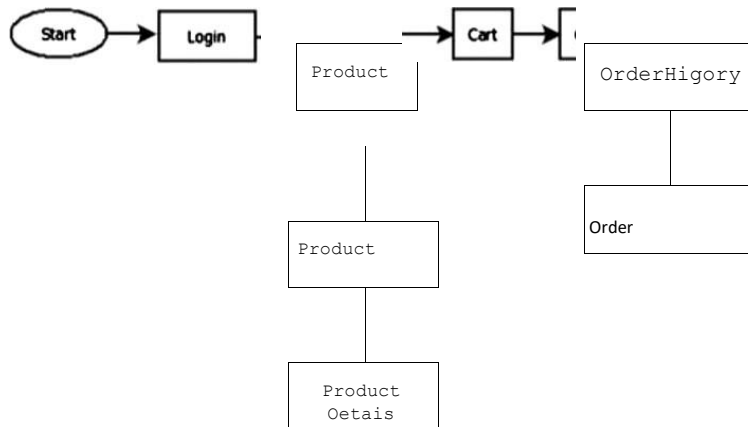 Start
Login
Product
Cart
OrderHigory
Product
Order
Product
Oetais